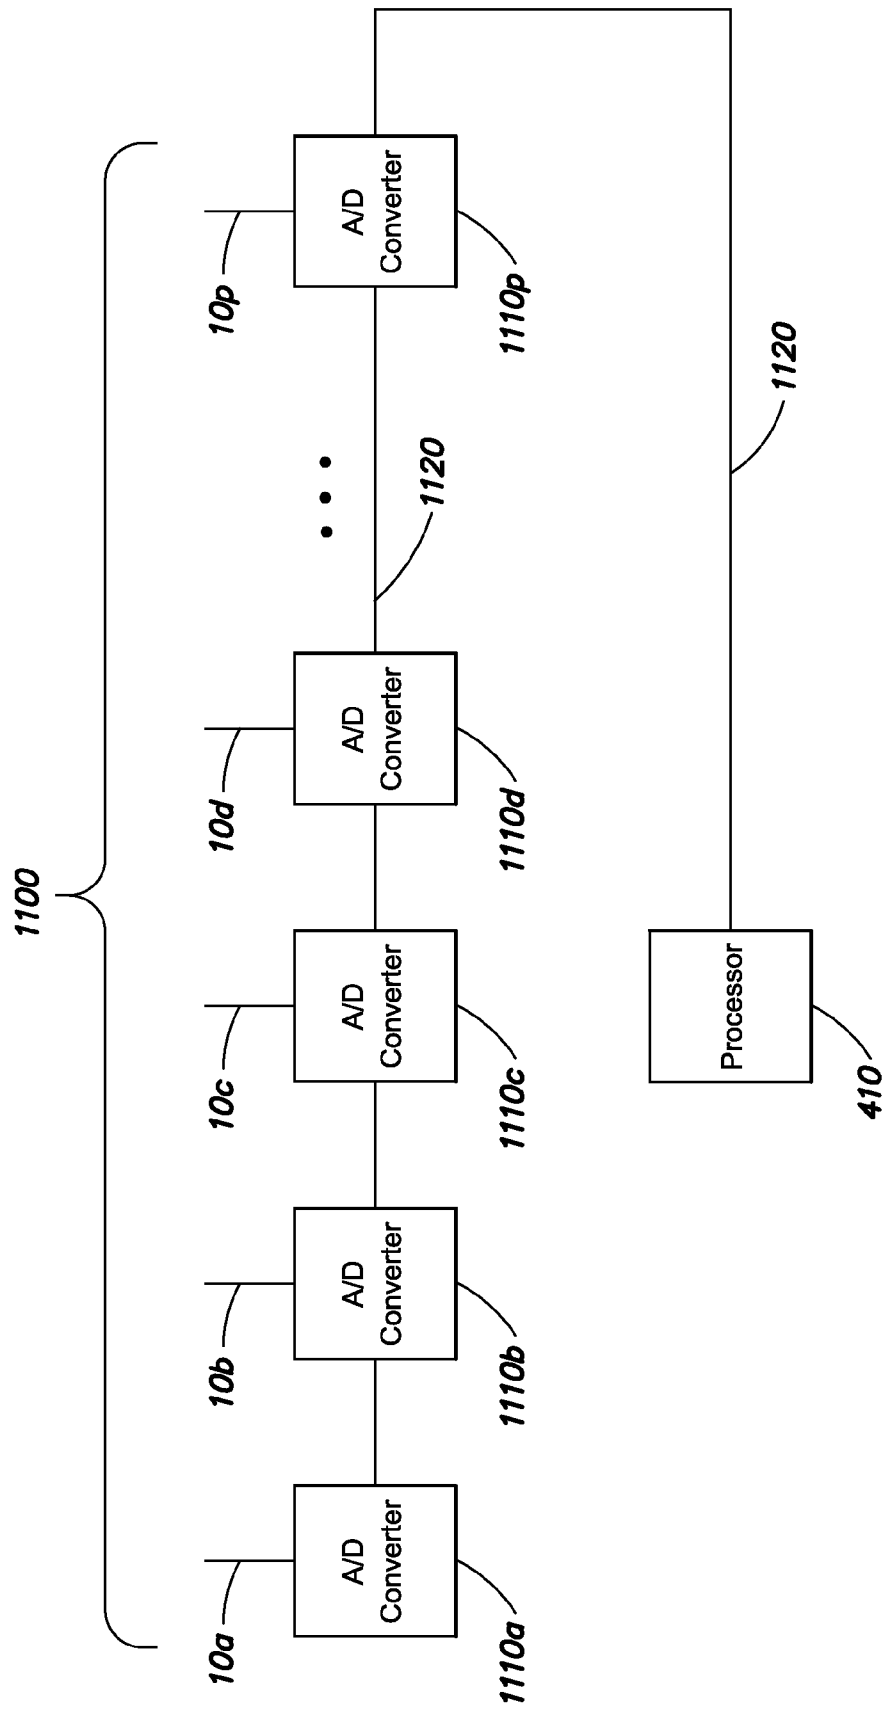 1100
10a
10b
10c
10d
10p
A/D
Converter
A/D
Converter
A/D
Converter
A/D
Converter
A/D
Converter
1110a
1110b
1110c
1110d
1120
1110p
Processor
1120
410